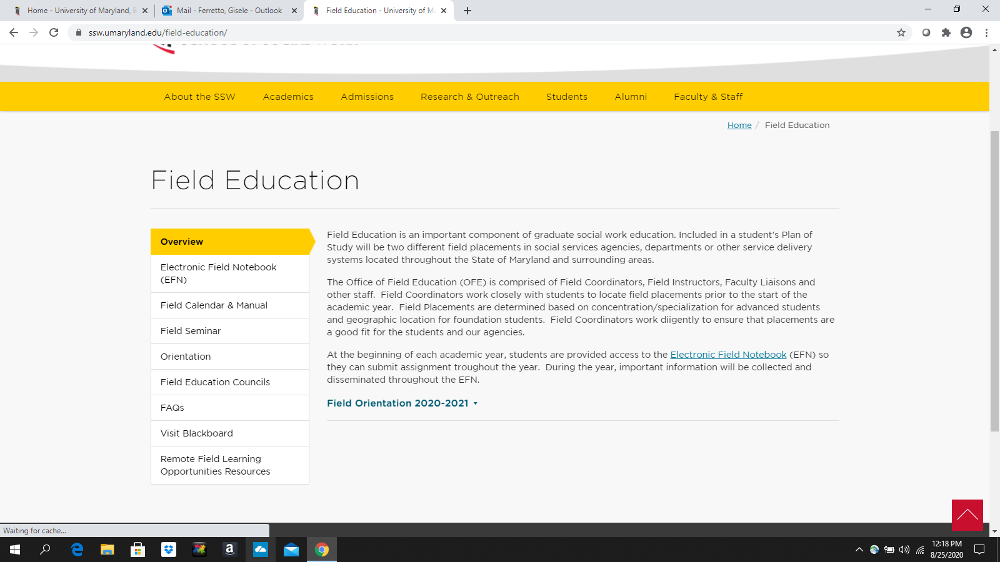 Home - University of Maryland, B
Mail - Ferretto, Gisele - Outlook
Field Education - University of M
ssw.umaryland.edu/field-education/
About the SSW
Academics
Admissions
Research & Outreach
Students
Alumni
Faculty & Staff
Home / Field Education
Field Education
Overview
Electronic Field Notebook
(EFN)
Field Calendar & Manual
Field Seminar
Orientation
Field Education Councils
FAQs
Visit Blackboard
Remote Field Learning
Opportunities Resources
Field Education is an important component of graduate social work education. Included in a student's Plan of
Study will be two different field placements in social services agencies, departments or other service delivery
systems located throughout the State of Maryland and surrounding areas.
The Office of Field Education (OFE) is comprised of Field Coordinators, Field Instructors, Faculty Liaisons and
other staff.  Field Coordinators work closely with students to locate field placements prior to the start of the
academic year.  Field Placements are determined based on concentration/specialization for advanced students
and geographic location for foundation students.  Field Coordinators work diigently to ensure that placements are
a good fit for the students and our agencies.
At the beginning of each academic year, students are provided access to the Electronic Field Notebook (EFN) so
they can submit assignment troughout the year.  During the year, important information will be collected and
disseminated throughout the EFN.
Field Orientation 2020-2021
Waiting for cache...
12:18 PM
8/25/2020